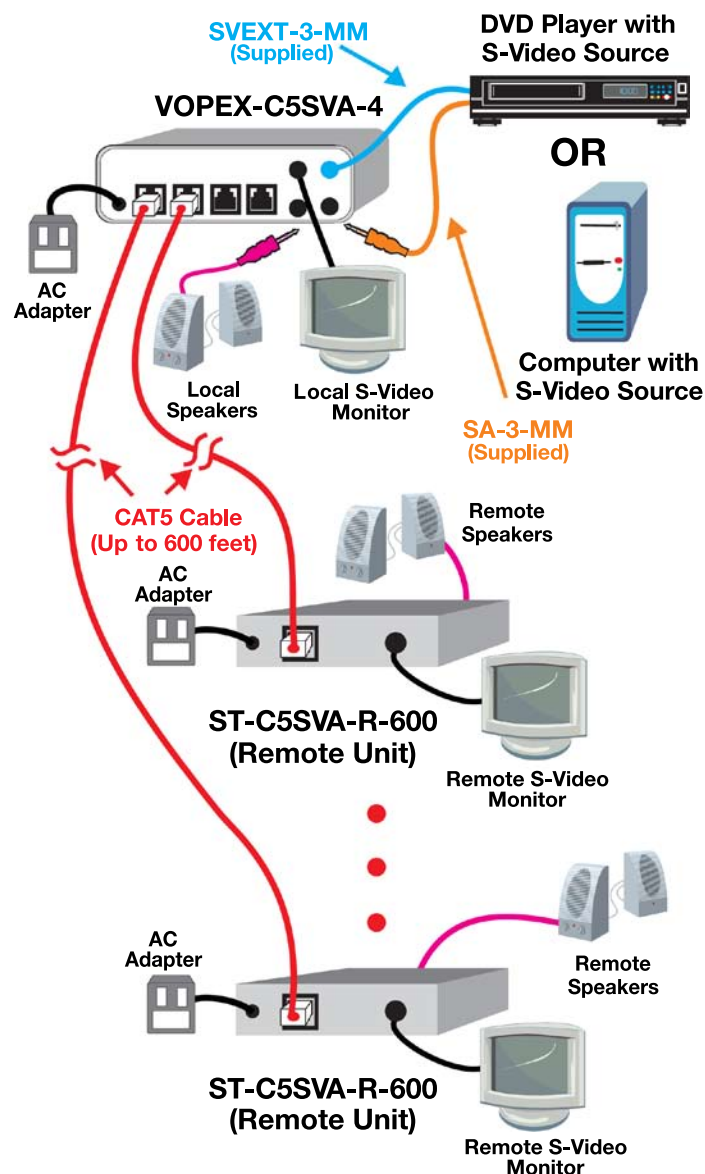 SVEXT-3-MM
(Supplied)
DVD Player with
S-Video Source
VOPEX-C5SVA-4
OR
AC
Adapter
Local
Speakers
Local S-Video
Monitor
Computer with
S-Video Source
SA-3-MM
(Supplied)
CAT5 Cable
(Up to 600 feet)
Remote
Speakers
AC
Adapter
ST-C5SVA-R-600
(Remote Unit)
Remote S-Video
Monitor
AC
Adapter
Remote
Speakers
ST-C5SVA-R-600
(Remote Unit)
Remote S-Video
Monitor